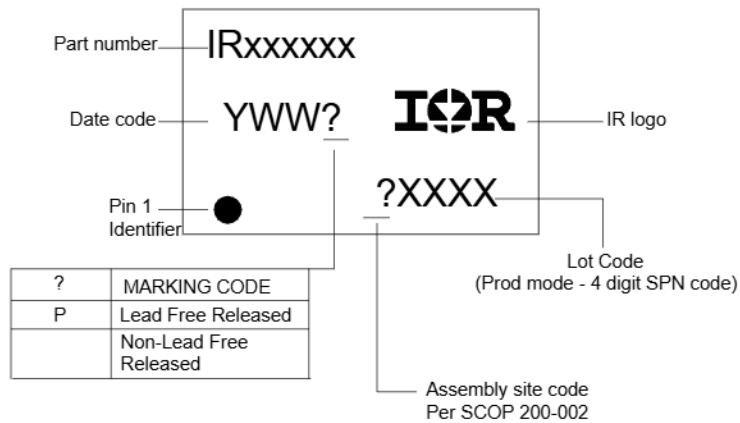 Part number
IRxxxxxx
Date code
YWW?
IOR
IR logo
Pin 1
Identifier
?XXXX
Lot Code
(Prod mode - 4 digit SPN code)
? MARKING CODE
P Lead Free Released
Non-Lead Free
Released
Assembly site code
Per SCOP 200-002